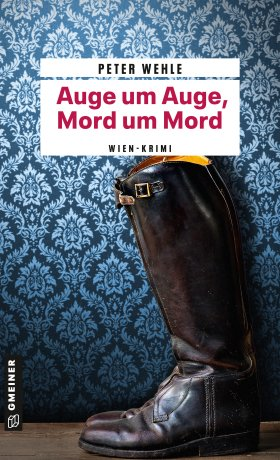 PETER WEHLE
Auge um Auge,
Mord um Mord
WIEN-KRIMI
GMEINER